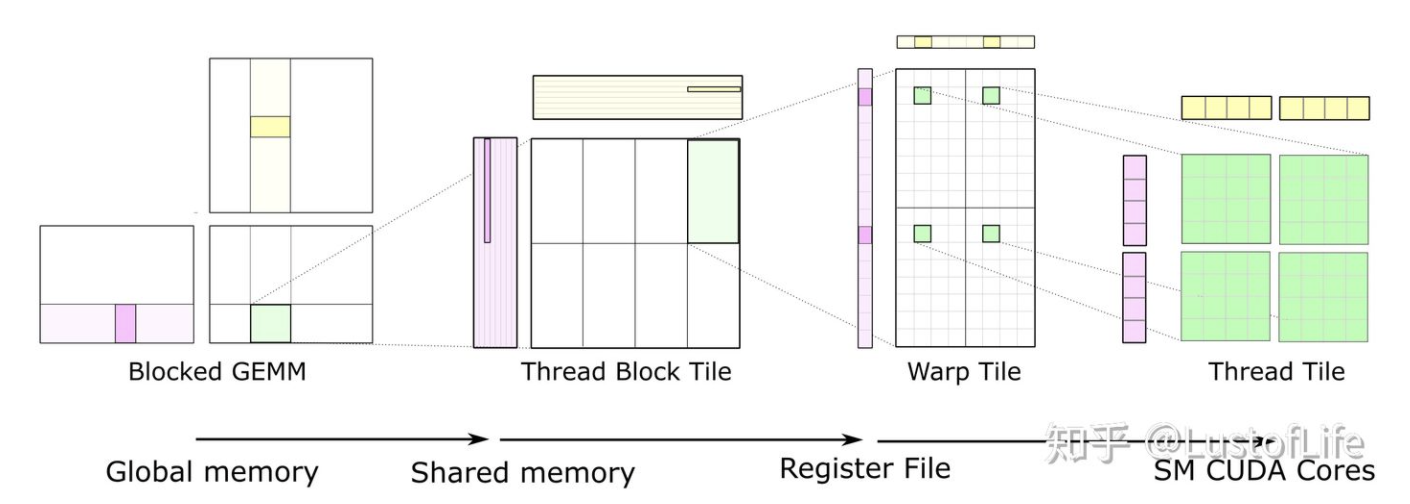 Blocked GEMM
Thread Block Tile
Warp Tile
Thread Tile
Global memory
Shared memory
Register File
SM CUDA Cores
知乎 @LustofLife